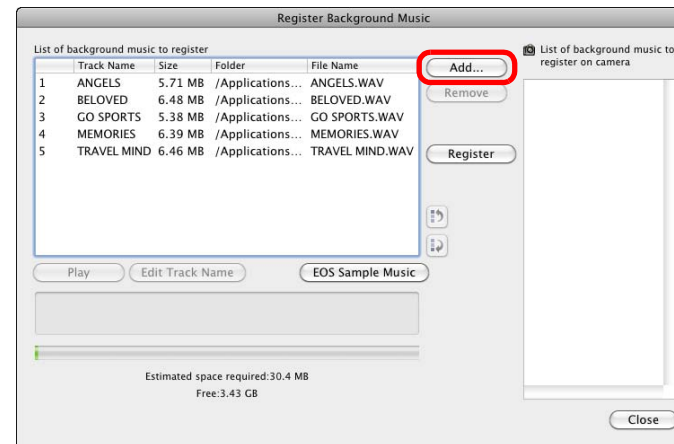 Register Background Music
List of background music to register
Track Name Size Folder File Name
1 ANGELS 5.71 MB /Applications... ANGELS.WAV
2 BELOVED 6.48 MB /Applications... BELOVED.WAV
3 GO SPORTS 5.38 MB /Applications... GO SPORTS.WAV
4 MEMORIES 6.39 MB /Applications... MEMORIES.WAV
5 TRAVEL MIND 6.46 MB /Applications... TRAVEL MIND.WAV
Add...
Remove
Register
Play
Edit Track Name
EOS Sample Music
Estimated space required:30.4 MB
Free:3.43 GB
List of background music to
register on camera
Close